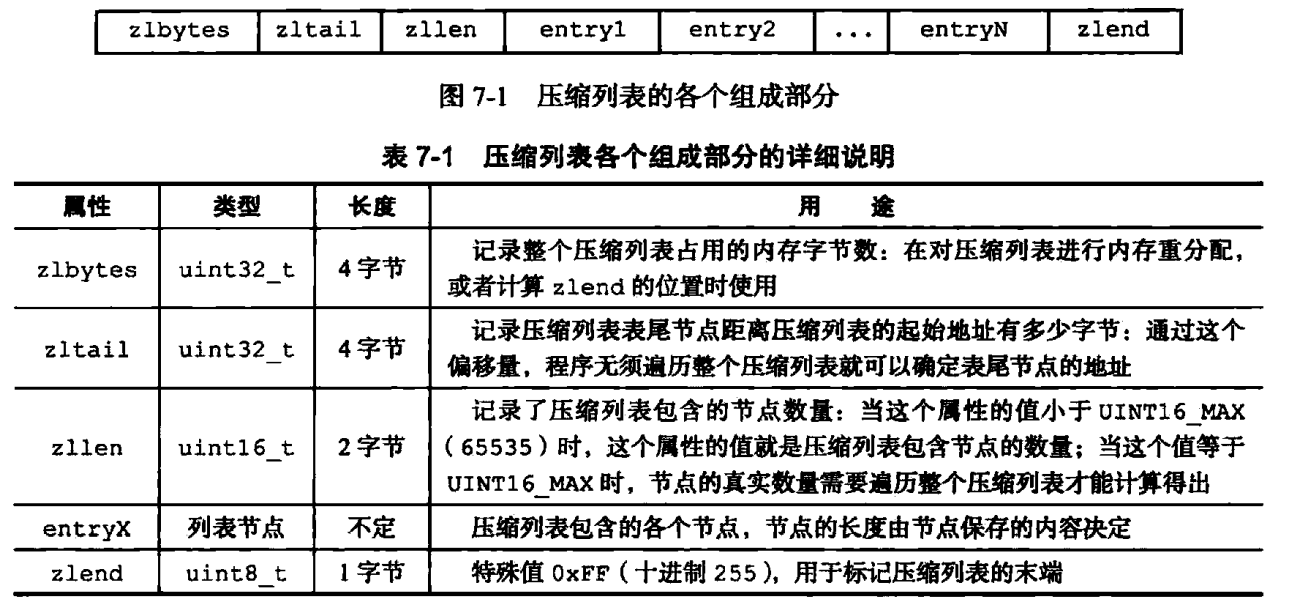 zlbytes zltail zllen entry1 entry2 ... entryN zlend
图 7-1 压缩列表的各个组成部分
表 7-1 压缩列表各个组成部分的详细说明
属性 类型 长度 用 途
记录整个压缩列表占用的内存字节数：在对压缩列表进行内存重分配，
zlbytes uint32_t 4 字节
或者计算 zlend 的位置时使用
记录压缩列表表尾节点距离压缩列表的起始地址有多少字节：通过这个
zltail uint32_t 4 字节
偏移量，程序无须遍历整个压缩列表就可以确定表尾节点的地址
记录了压缩列表包含的节点数量：当这个属性的值小于 UINT16_MAX
zllen uint16_t 2 字节
（65535）时，这个属性的值就是压缩列表包含节点的数量；当这个值等于
UINT16_MAX 时，节点的真实数量需要遍历整个压缩列表才能计算得出
entryX 列表节点 不定 压缩列表包含的各个节点，节点的长度由节点保存的内容决定
zlend uint8_t 1 字节 特殊值 0xFF（十进制 255），用于标记压缩列表的末端